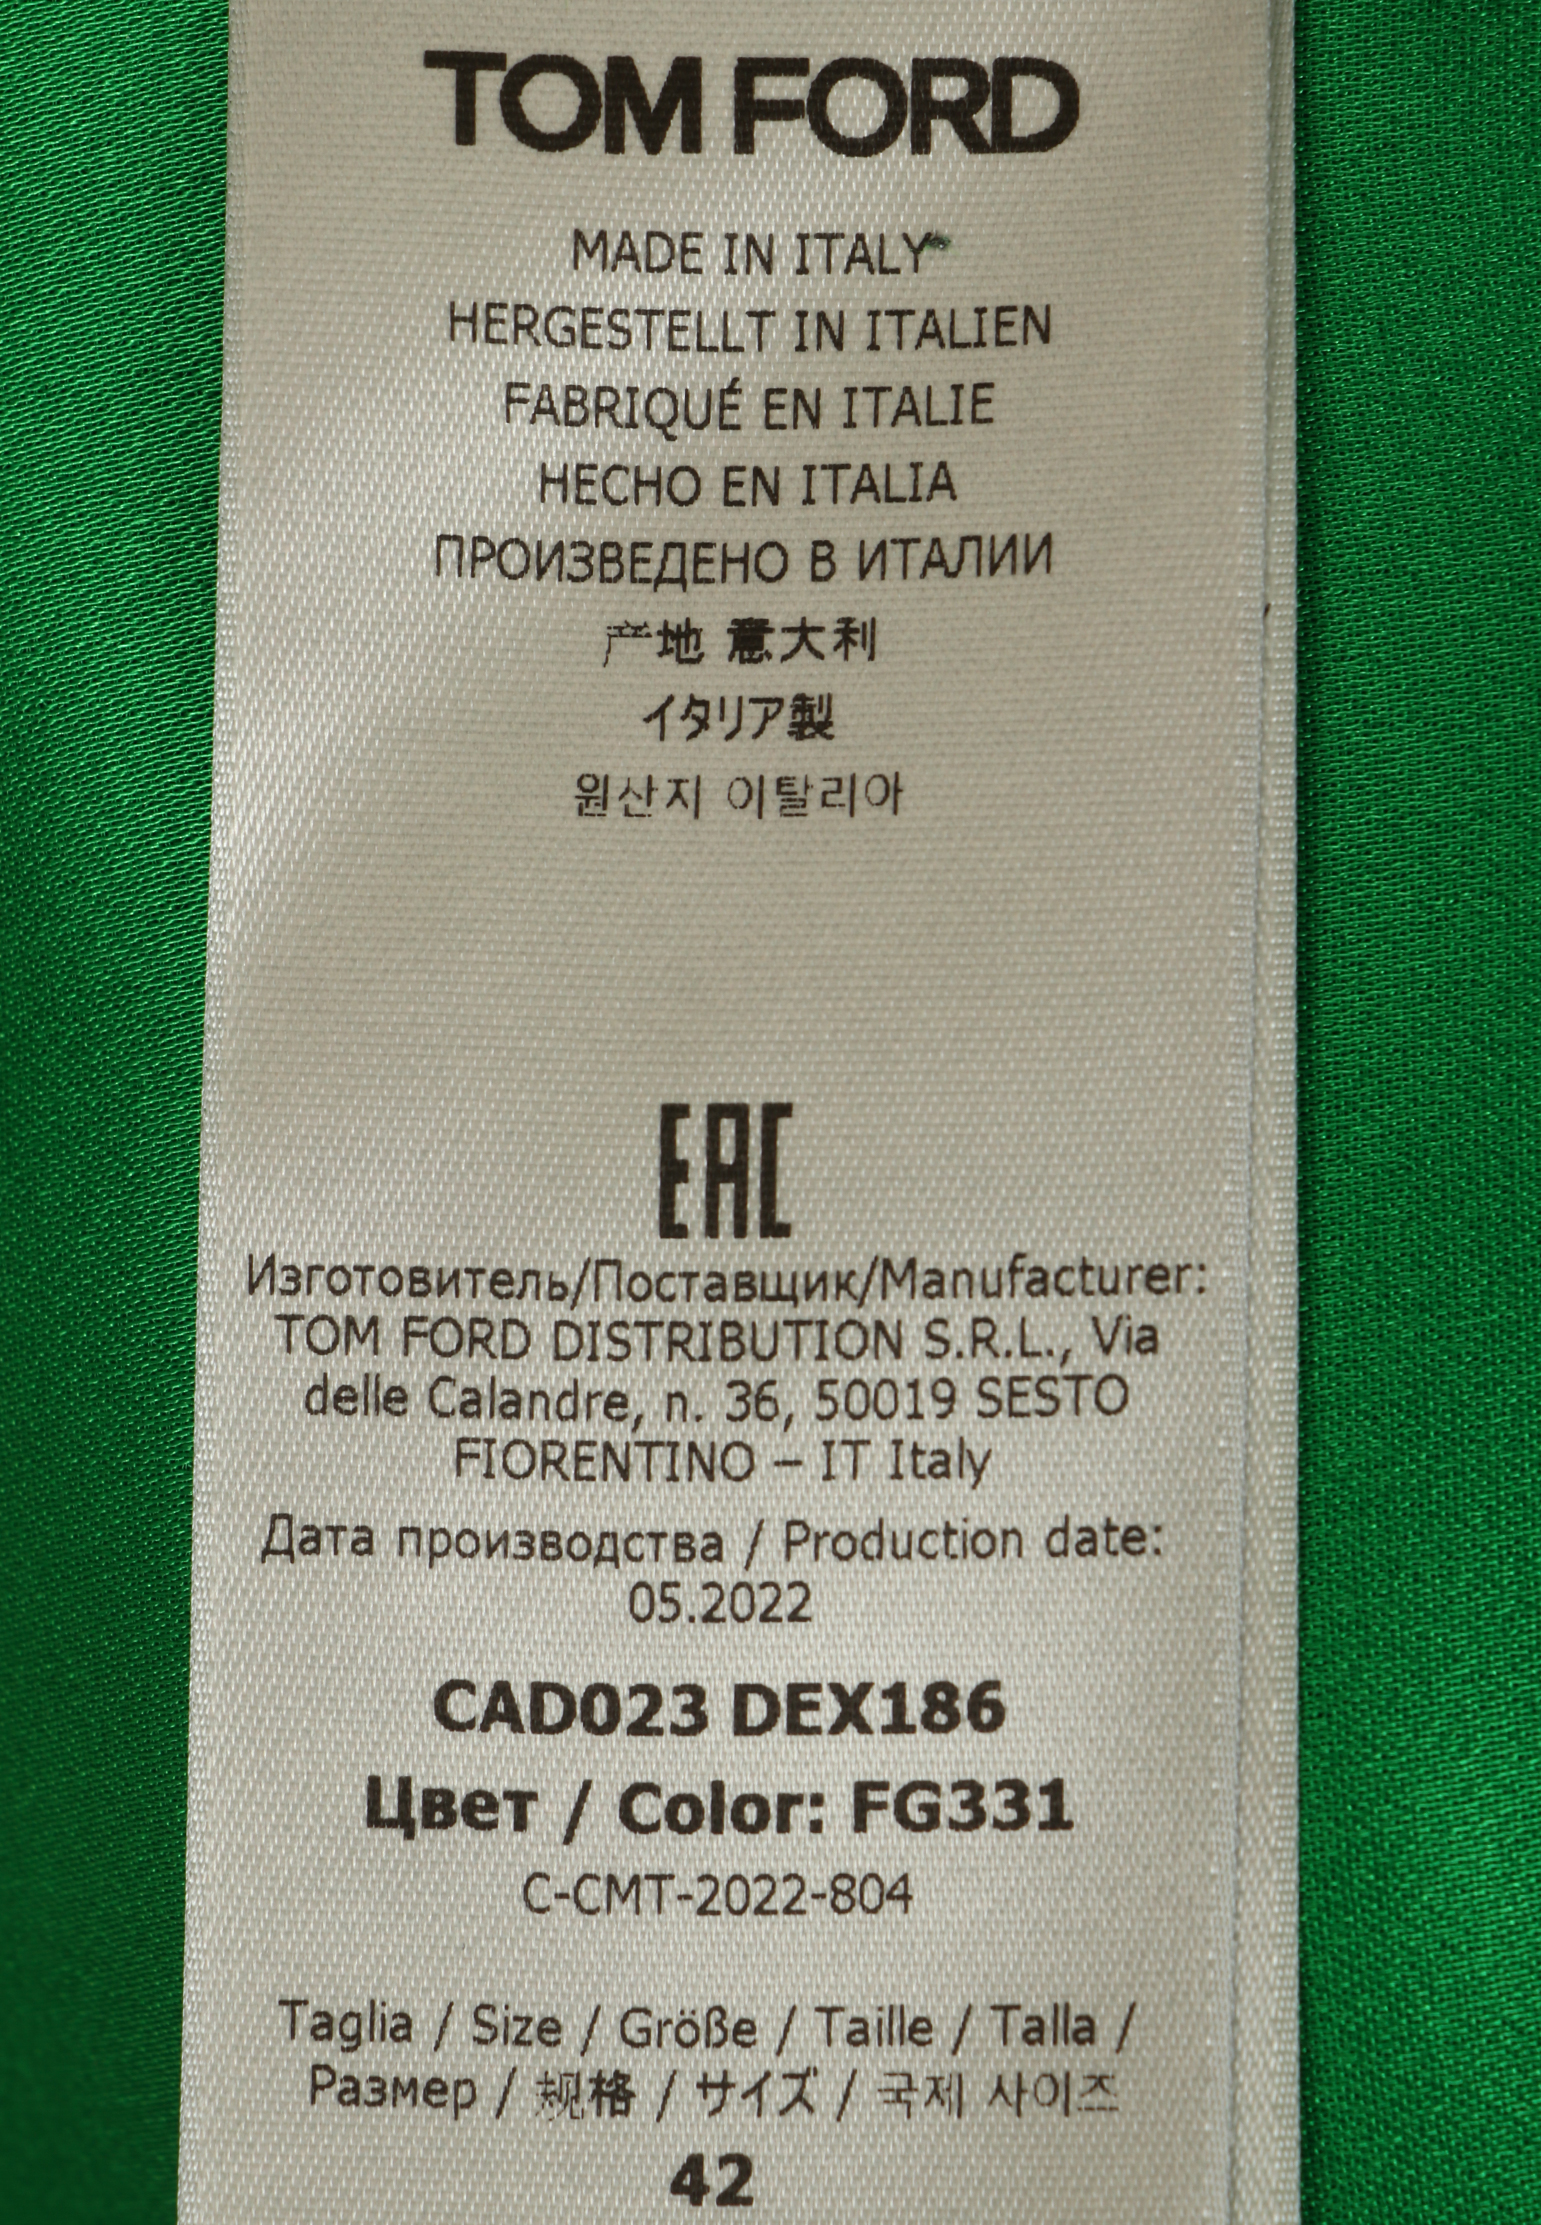 TOM FORD
MADE IN ITALY
HERGESTELLT IN ITALIEN
FABRIQUÉ EN ITALIE
HECHO EN ITALIA
ПРОИЗВЕДЕНО В ИТАЛИИ
产地 意大利
イタリア製
원산지 이탈리아
EAC
Изготовитель/Поставщик/Manufacturer:
TOM FORD DISTRIBUTION S.R.L., Via
delle Calandre, n. 36, 50019 SESTO
FIORENTINO – IT Italy
Дата производства / Production date:
05.2022
CAD023 DEX186
Цвет / Color: FG331
C-CMT-2022-804
Taglia / Size / Größe / Taille / Talla /
Размер / 规格 / サイズ / 국제 사이즈
42